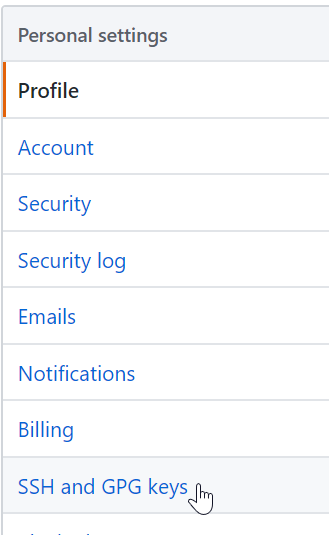 Personal settings
Profile
Account
Security
Security log
Emails
Notifications
Billing
SSH and GPG keys